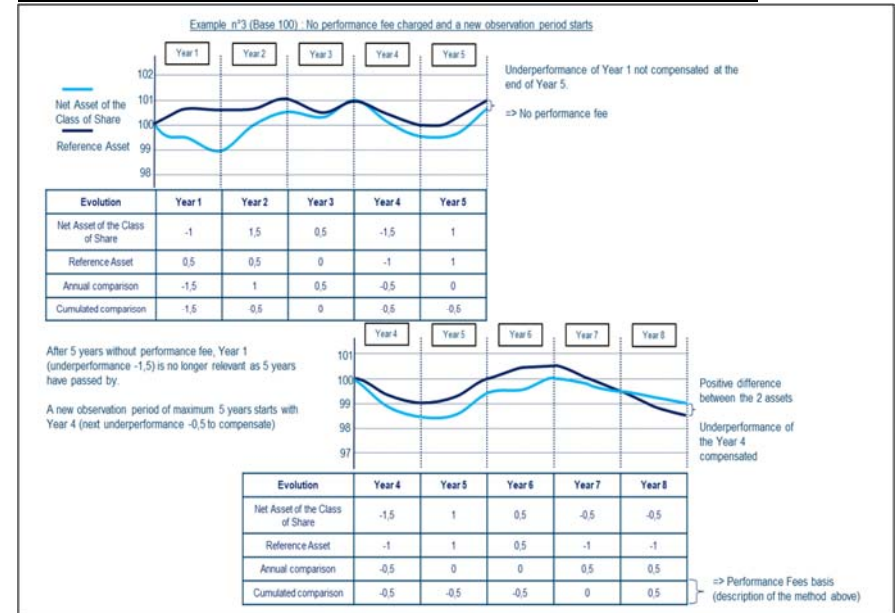 Example n°3 (Base 100) : No performance fee charged and a new observation period starts
Year 1 Year 2 Year 3 Year 4 Year 5
102
101
100
99
98
Net Asset of the
Class of Share
Reference Asset
Underperformance of Year 1 not compensated at the
end of Year 5.
=> No performance fee
Evolution Year 1 Year 2 Year 3 Year 4 Year 5
Net Asset of the Class
of Share
-1 1,5 0,5 -1,5 1
Reference Asset 0,5 0,5 0 -1 1
Annual comparison -1,5 1 0,5 -0,5 0
Cumulated comparison -1,5 -0,5 0 -0,5 -0,5
After 5 years without performance fee, Year 1
(underperformance -1,5) is no longer relevant as 5 years
have passed by.
A new observation period of maximum 5 years starts with
Year 4 (next underperformance -0,5 to compensate)
Year 4 Year 5 Year 6 Year 7 Year 8
101
100
99
98
97
Positive difference
between the 2 assets
Underperformance of
the Year 4
compensated
Evolution Year 4 Year 5 Year 6 Year 7 Year 8
Net Asset of the Class
of Share
-1,5 1 0,5 -0,5 -0,5
Reference Asset -1 1 0,5 -1 -1
Annual comparison -0,5 0 0 0,5 0,5
Cumulated comparison -0,5 -0,5 -0,5 0 0,5
=> Performance Fees basis
(description of the method above)